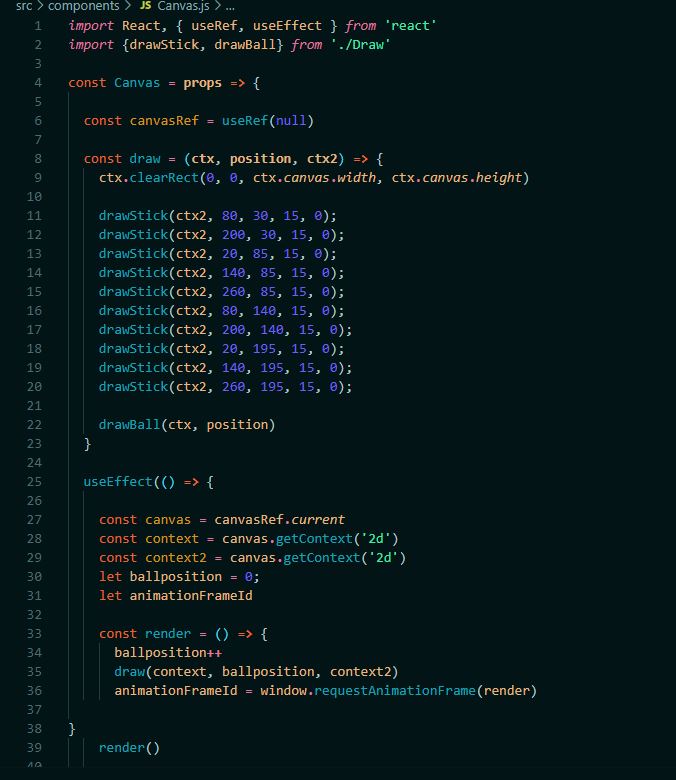 src > components > JS Canvas.js > ...
1 import React, { useRef, useEffect } from 'react'
2 import {drawStick, drawBall} from './Draw'
3
4 const Canvas = props => {
5
6 const canvasRef = useRef(null)
7
8 const draw = (ctx, position, ctx2) => {
9 ctx.clearRect(0, 0, ctx.canvas.width, ctx.canvas.height)
10
11 drawStick(ctx2, 80, 30, 15, 0);
12 drawStick(ctx2, 200, 30, 15, 0);
13 drawStick(ctx2, 20, 85, 15, 0);
14 drawStick(ctx2, 140, 85, 15, 0);
15 drawStick(ctx2, 260, 85, 15, 0);
16 drawStick(ctx2, 80, 140, 15, 0);
17 drawStick(ctx2, 200, 140, 15, 0);
18 drawStick(ctx2, 20, 195, 15, 0);
19 drawStick(ctx2, 140, 195, 15, 0);
20 drawStick(ctx2, 260, 195, 15, 0);
21
22 drawBall(ctx, position)
23 }
24
25 useEffect(() => {
26
27 const canvas = canvasRef.current
28 const context = canvas.getContext('2d')
29 const context2 = canvas.getContext('2d')
30 let ballposition = 0;
31 let animationFrameId
32
33 const render = () => {
34 ballposition++
35 draw(context, ballposition, context2)
36 animationFrameId = window.requestAnimationFrame(render)
37
38 }
39 render()
40